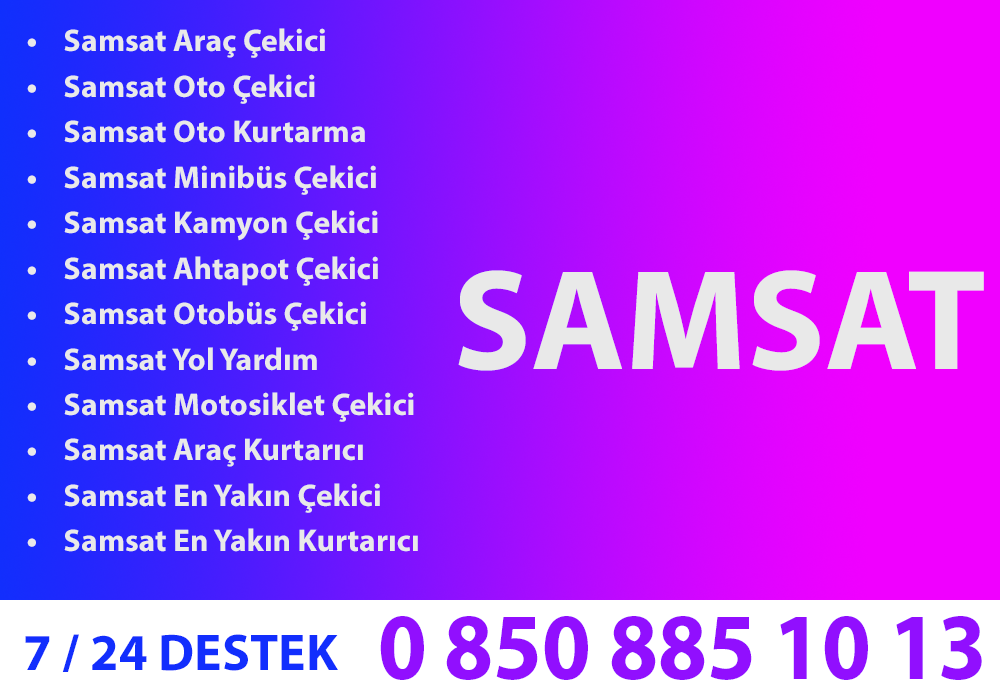 • Samsat Araç Çekici
• Samsat Oto Çekici
• Samsat Oto Kurtarma
• Samsat Minibüs Çekici
• Samsat Kamyon Çekici
• Samsat Ahtapot Çekici
• Samsat Otobüs Çekici
• Samsat Yol Yardım
• Samsat Motosiklet Çekici
• Samsat Araç Kurtarıcı
• Samsat En Yakın Çekici
• Samsat En Yakın Kurtarıcı
SAMSAT
7 / 24 DESTEK 0 850 885 10 13